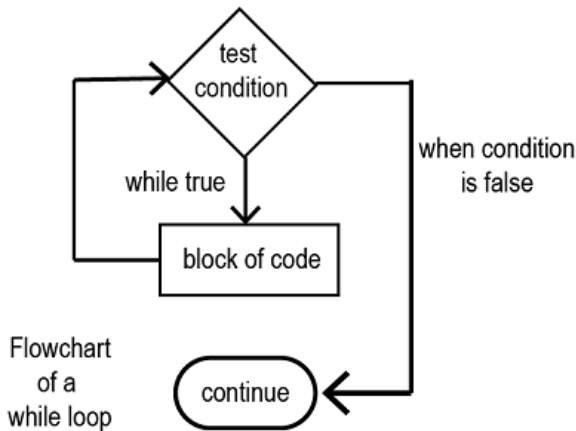 test
condition
while true
when condition
is false
block of code
Flowchart
of a
while loop
continue